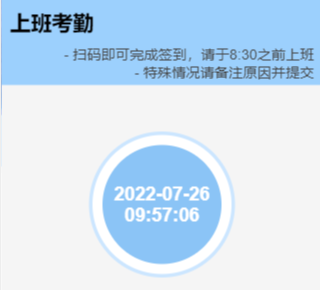 上班考勤
- 扫码即可完成签到，请于8:30之前上班
- 特殊情况请备注原因并提交
2022-07-26
09:57:06